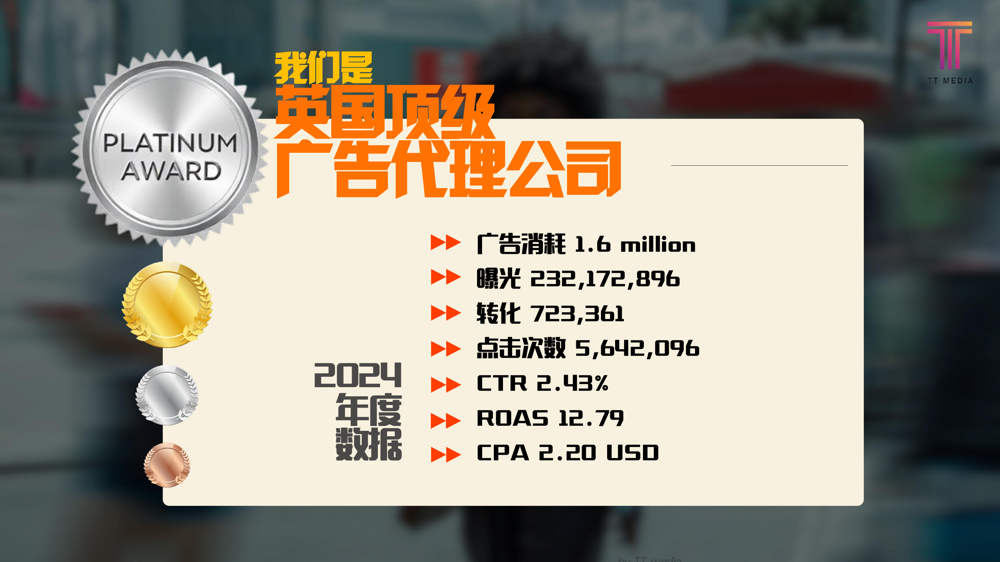 TT MEDIA
我们是
英国顶级
广告代理公司
PLATINUM
AWARD
广告消耗 1.6 million
曝光 232,172,896
转化 723,361
点击次数 5,642,096
CTR 2.43%
ROAS 12.79
CPA 2.20 USD
2024
年度
数据
by TT media